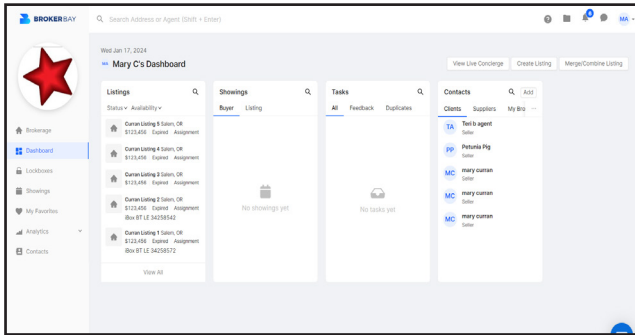 BROKERBAY
Search Address or Agent (Shift + Enter)
MA
Brokerage
Dashboard
Lockboxes
Showings
My Favorites
Analytics
Contacts
Wed Jan 17, 2024
MA Mary C's Dashboard
View Live Concierge Create Listing Merge/Combine Listing
Listings
Status Availability
Curran Listing 5 Salem, OR
$123,456 Expired Assignment
Curran Listing 4 Salem, OR
$123,456 Expired Assignment
Curran Listing 3 Salem, OR
$123,456 Expired Assignment
Curran Listing 2 Salem, OR
$123,456 Expired Assignment
iBox BT LE 34258542
Curran Listing 1 Salem, OR
$123,456 Expired Assignment
iBox BT LE 34258572
View All
Showings
Buyer Listing
No showings yet
Tasks
All Feedback Duplicates
No tasks yet
Contacts Add
Clients Suppliers My Bro ...
TA Teri b agent
Seller
PP Petunia Pig
Seller
MC mary curran
Seller
MC mary curran
Seller
MC mary curran
Seller